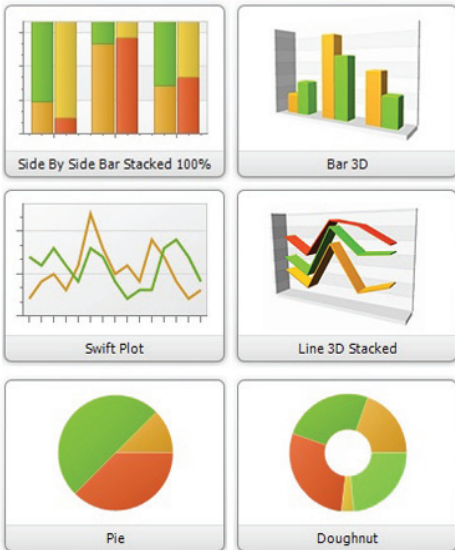 Side By Side Bar Stacked 100%
Bar 3D
Swift Plot
Line 3D Stacked
Pie
Doughnut